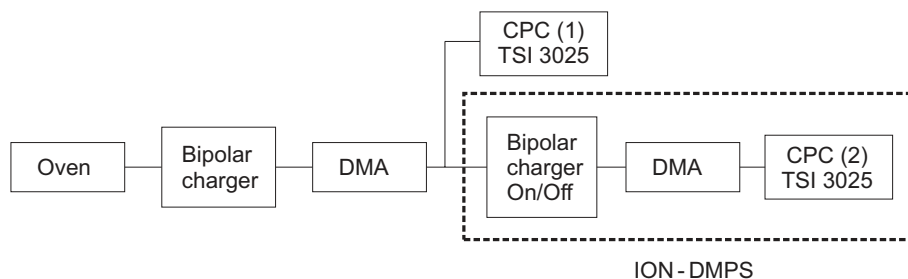 CPC (1)
TSI 3025
Oven
Bipolar
charger
DMA
Bipolar
charger
On/Off
DMA
CPC (2)
TSI 3025
ION - DMPS